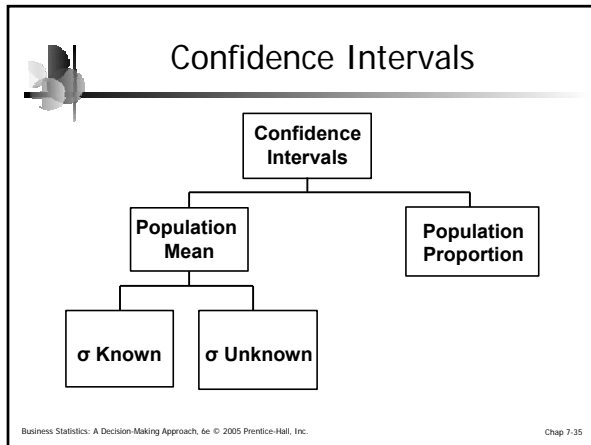 Confidence Intervals
Confidence
Intervals
Population
Mean
Population
Proportion
σ Known
σ Unknown
Business Statistics: A Decision-Making Approach, 6e © 2005 Prentice-Hall, Inc.
Chap 7-35